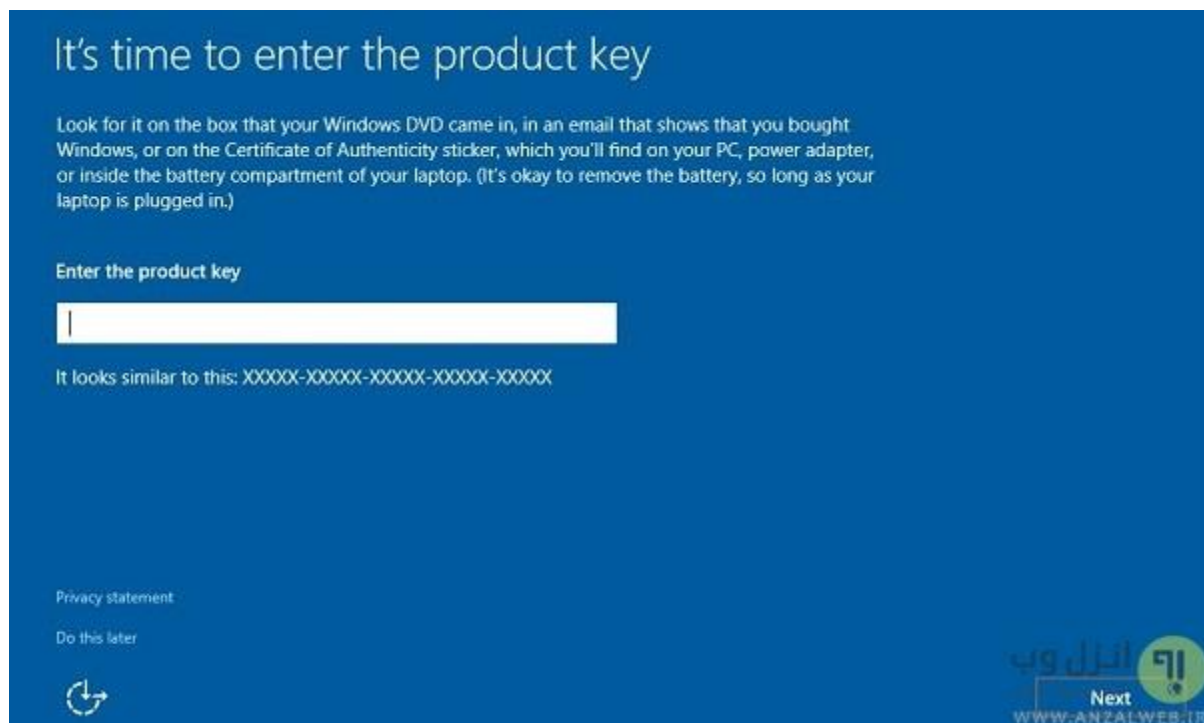 It's time to enter the product key
Look for it on the box that your Windows DVD came in, in an email that shows that you bought
Windows, or on the Certificate of Authenticity sticker, which you'll find on your PC, power adapter,
or inside the battery compartment of your laptop. (It's okay to remove the battery, so long as your
laptop is plugged in.)
Enter the product key
It looks similar to this: XXXXX-XXXXX-XXXXX-XXXXX-XXXXX
Privacy statement
Do this later
انزل وب
Next
WWW.ANZALWEB.IR